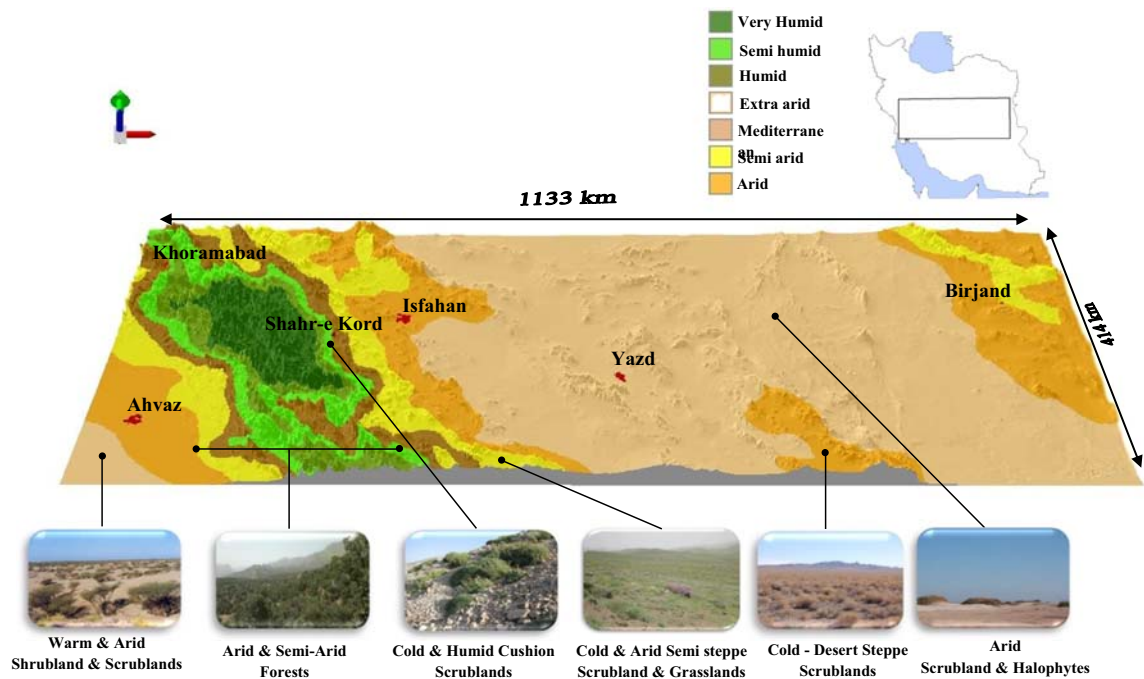 Very Humid
Semi humid
Humid
Extra arid
Mediterrane
an
Semi arid
Arid
1133 km
414 km
Khoramabad
Shahr-e Kord
Isfahan
Yazd
Birjand
Ahvaz
Warm & Arid
Shrubland & Scrublands
Arid & Semi-Arid
Forests
Cold & Humid Cushion
Scrublands
Cold & Arid Semi steppe
Scrubland & Grasslands
Cold - Desert Steppe
Scrublands
Arid
Scrubland & Halophytes